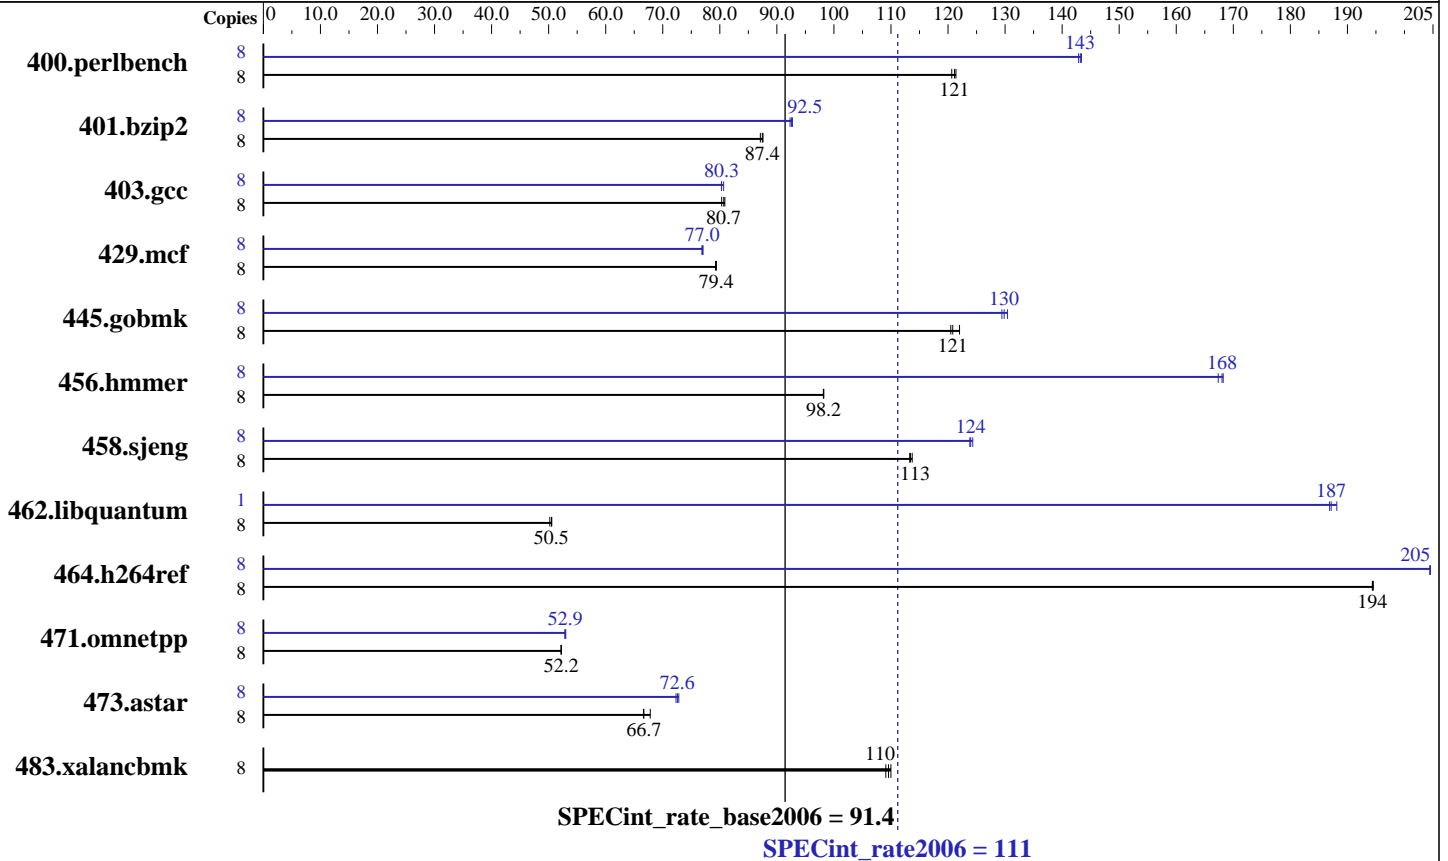 Copies 0 10.0 20.0 30.0 40.0 50.0 60.0 70.0 80.0 90.0 100 110 120 130 140 150 160 170 180 190 205
400.perlbench 8 143
8 121
401.bzip2 8 92.5
8 87.4
403.gcc 8 80.3
8 80.7
429.mcf 8 77.0
8 79.4
445.gobmk 8 130
8 121
456.hmmer 8 168
8 98.2
458.sjeng 8 124
8 113
462.libquantum 1 187
8 50.5
464.h264ref 8 205
8 194
471.omnetpp 8 52.9
8 52.2
473.astar 8 72.6
8 66.7
483.xalancbmk 8 110
SPECint_rate_base2006 = 91.4
SPECint_rate2006 = 111